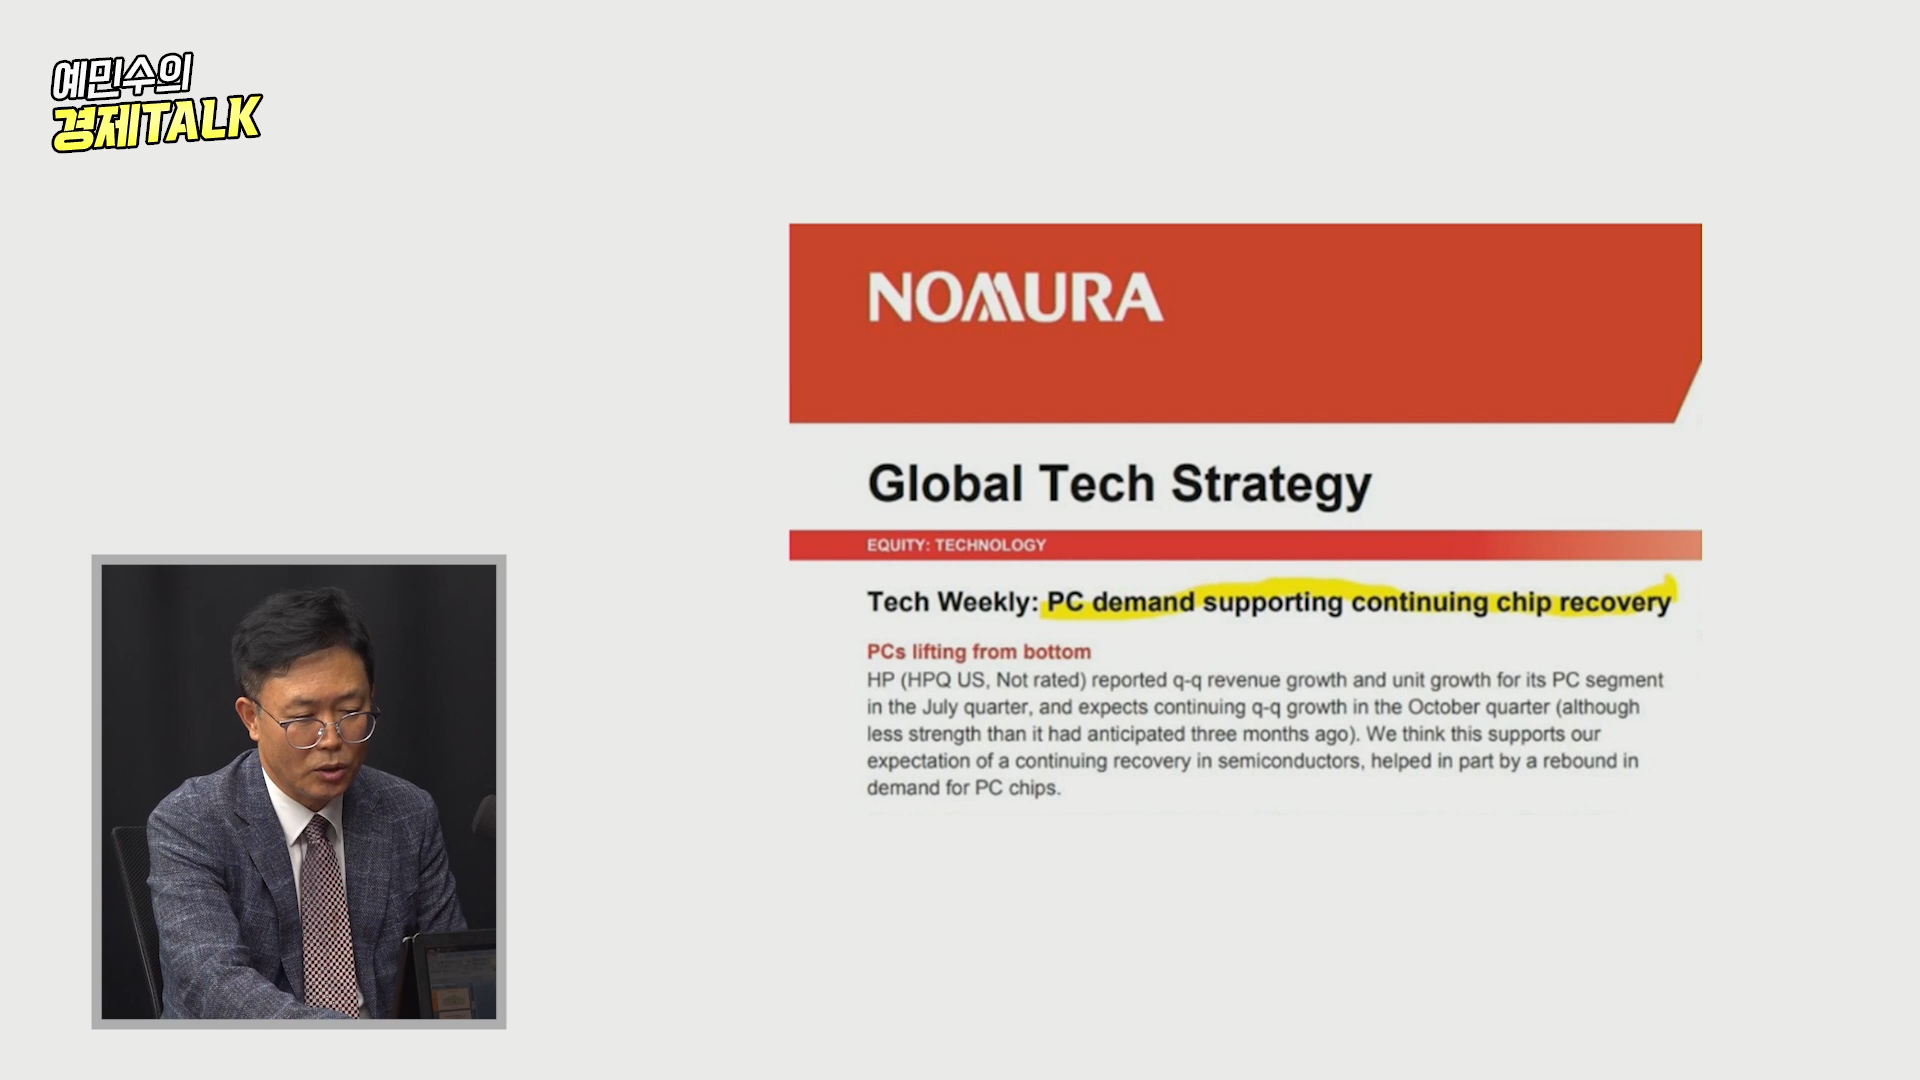 예민수의
경제TALK
NOMURA
Global Tech Strategy
EQUITY: TECHNOLOGY
Tech Weekly: PC demand supporting continuing chip recovery
PCs lifting from bottom
HP (HPQ US, Not rated) reported q-q revenue growth and unit growth for its PC segment
in the July quarter, and expects continuing q-q growth in the October quarter (although
less strength than it had anticipated three months ago). We think this supports our
expectation of a continuing recovery in semiconductors, helped in part by a rebound in
demand for PC chips.